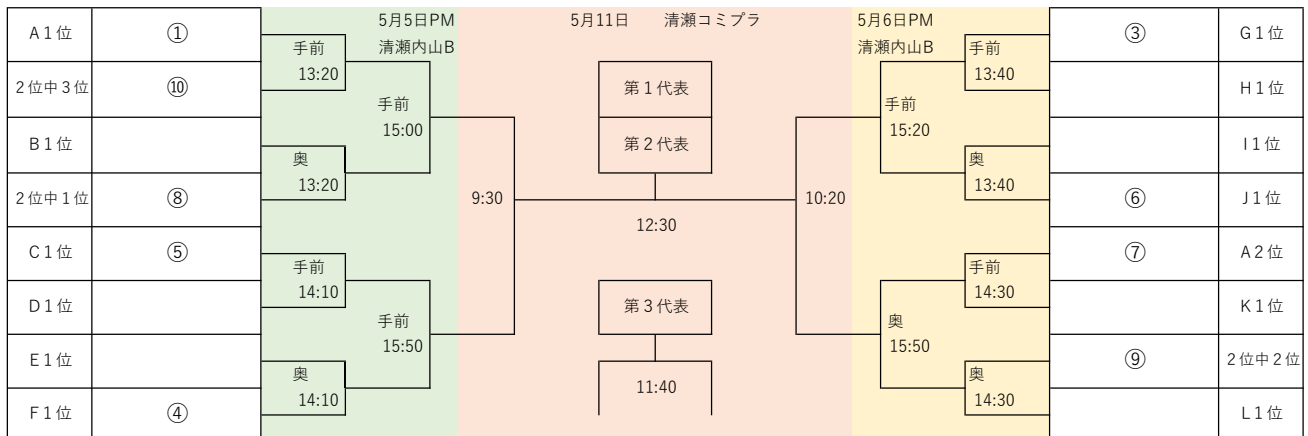 A1位 ①
2位中3位 ⑩
B1位
2位中1位 ⑧
C1位 ⑤
D1位
E1位
F1位 ④
5月5日PM
清瀬内山B
手前
13:20
手前
15:00
奥
13:20
手前
14:10
手前
15:50
奥
14:10
5月11日 清瀬コミプラ
第1代表
第2代表
9:30
10:20
12:30
第3代表
11:40
5月6日PM
清瀬内山B
手前
13:40
手前
15:20
奥
13:40
手前
14:30
奥
15:50
奥
14:30
③ G1位
H1位
I1位
⑥ J1位
⑦ A2位
K1位
⑨ 2位中2位
L1位